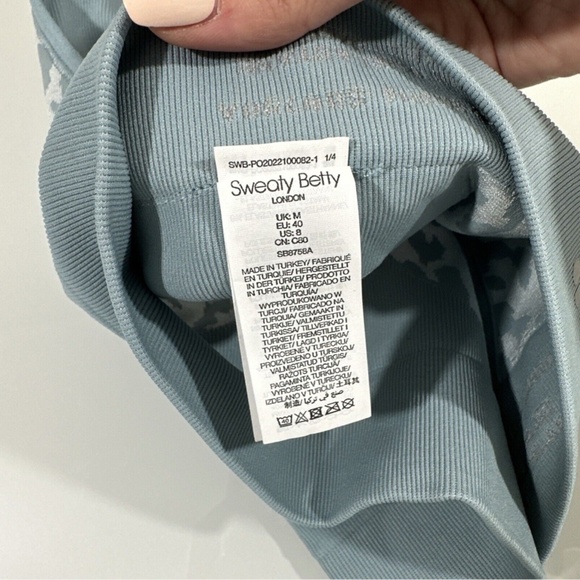 SWB-PO2022100082-1 1/4
Sweaty Betty
LONDON
UK: M
EU: 40
US: 8
CN: C80
SB8758A
MADE IN TURKEY/ FABRIQUÉ
EN TURQUIE/ HERGESTELLT
IN DER TÜRKEI/ PRODOTTO
IN TURCHIA/ FABRICADO EN
TURQUÍA/
WYPRODUKOWANO W
TURCJI/ FABRICADO NA
TURQUIA/ GEMAAKT IN
TURKIJE/ VALMISTETTU
TURKISSA/ TILLVERKAD I
TURKIET/ FREMSTILLET I
TYRKIET/ LAGD I TYRKIA/
VYROBENÉ V TURECKU/
PROIZVEDENO U TURSKOJ/
VALMISTATUD TÜRGIS/
RAŽOTS TURCIJĀ/
PAGAMINTA TURKIJOJE/
VYROBENO V TURECKU/
IZDELANO V TURČIJI/ 土耳其
制造/ صنع في تركيا
40